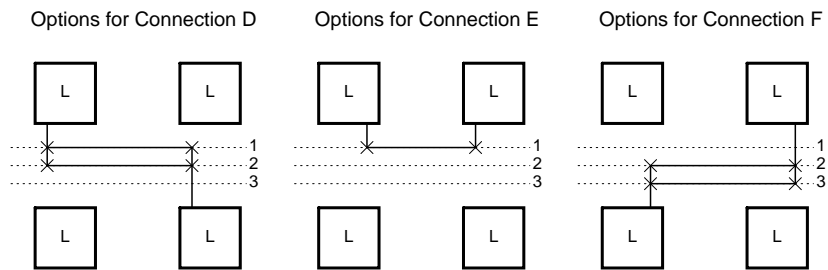 Options for Connection D
Options for Connection E
Options for Connection F
L L L L L L
1 1 1
2 2 2
3 3 3
L L L L L L